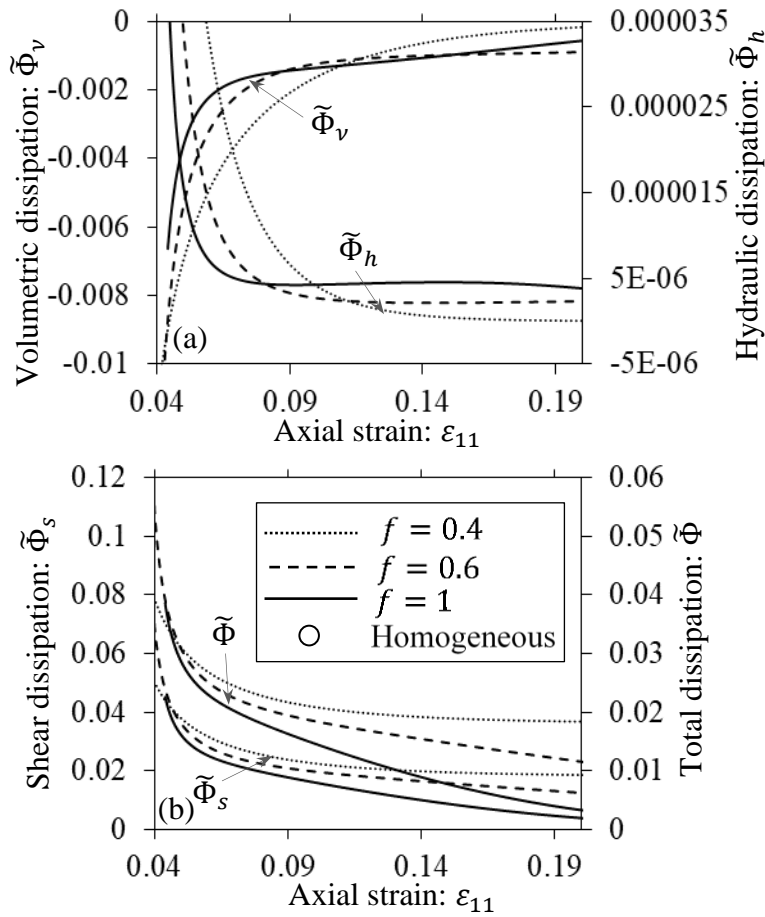 Volumetric dissipation: Φ̃ᵥ
0
-0.002
-0.004
-0.006
-0.008
-0.01
0.000035
0.000025
0.000015
5E-06
-5E-06
Hydraulic dissipation: Φ̃ₕ
Φ̃ᵥ
Φ̃ₕ
(a)
0.04 0.09 0.14 0.19
Axial strain: ε₁₁
Shear dissipation: Φ̃ₛ
0.12
0.1
0.08
0.06
0.04
0.02
0
0.06
0.05
0.04
0.03
0.02
0.01
0
Total dissipation: Φ̃
f = 0.4
f = 0.6
f = 1
Homogeneous
Φ̃
Φ̃ₛ
(b)
0.04 0.09 0.14 0.19
Axial strain: ε₁₁